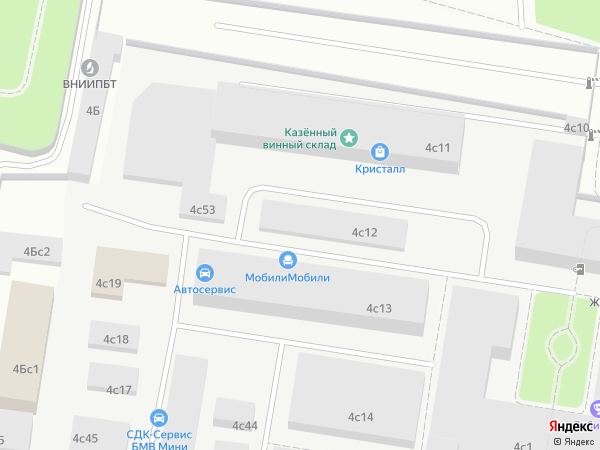 ВНИИПБТ
4Б
4с10
Казённый
винный склад
4с11
Кристалл
4с53
4с12
4Бс2
4с19
МобилиМобили
Автосервис
4с13
4с18
4Бс1
4с17
4с14
4с44
СДК-Сервис
БМВ Мини
4с45
4с1
Яндекс
© Яндекс